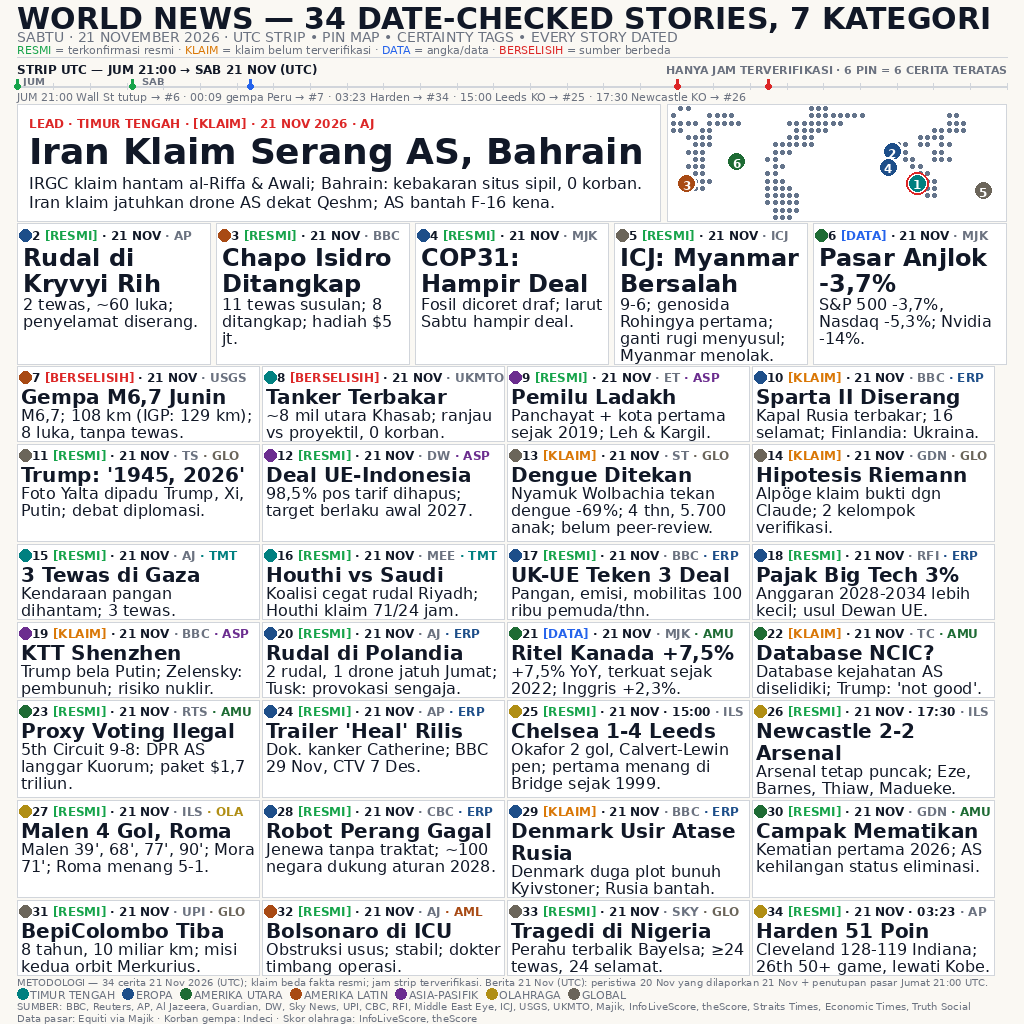 WORLD NEWS — 34 DATE-CHECKED STORIES, 7 KATEGORI
SABTU · 21 NOVEMBER 2026 · UTC STRIP • PIN MAP • CERTAINTY TAGS • EVERY STORY DATED
RESMI = terkonfirmasi resmi · KLAIM = klaim belum terverifikasi · DATA = angka/data · BERSELISIH = sumber berbeda
STRIP UTC — JUM 21:00 → SAB 21 NOV (UTC)
HANYA JAM TERVERIFIKASI · 6 PIN = 6 CERITA TERATAS
JUM
SAB
JUM 21:00 Wall St tutup → #6 · 00:09 gempa Peru → #7 · 03:23 Harden → #34 · 15:00 Leeds KO → #25 · 17:30 Newcastle KO → #26
LEAD · TIMUR TENGAH · [KLAIM] · 21 NOV 2026 · AJ
Iran Klaim Serang AS, Bahrain
IRGC klaim hantam al-Riffa & Awali; Bahrain: kebakaran situs sipil, 0 korban.
Iran klaim jatuhkan drone AS dekat Qeshm; AS bantah F-16 kena.
6
2
4
3
1
5
2 [RESMI] · 21 NOV · AP
Rudal di
Kryvyi Rih
2 tewas, ~60 luka;
penyelamat diserang.
3 [RESMI] · 21 NOV · BBC
Chapo Isidro
Ditangkap
11 tewas susulan; 8
ditangkap; hadiah $5
jt.
4 [RESMI] · 21 NOV · MJK
COP31:
Hampir Deal
Fosil dicoret draf; larut
Sabtu hampir deal.
5 [RESMI] · 21 NOV · ICJ
ICJ: Myanmar
Bersalah
9-6; genosida
Rohingya pertama;
ganti rugi menyusul;
Myanmar menolak.
6 [DATA] · 21 NOV · MJK
Pasar Anjlok
-3,7%
S&P 500 -3,7%,
Nasdaq -5,3%; Nvidia
-14%.
7 [BERSELISIH] · 21 NOV · USGS
Gempa M6,7 Junin
M6,7; 108 km (IGP: 129 km);
8 luka, tanpa tewas.
8 [BERSELISIH] · 21 NOV · UKMTO
Tanker Terbakar
~8 mil utara Khasab; ranjau
vs proyektil, 0 korban.
9 [RESMI] · 21 NOV · ET · ASP
Pemilu Ladakh
Panchayat + kota pertama
sejak 2019; Leh & Kargil.
10 [KLAIM] · 21 NOV · BBC · ERP
Sparta II Diserang
Kapal Rusia terbakar; 16
selamat; Finlandia: Ukraina.
11 [RESMI] · 21 NOV · TS · GLO
Trump: '1945, 2026'
Foto Yalta dipadu Trump, Xi,
Putin; debat diplomasi.
12 [RESMI] · 21 NOV · DW · ASP
Deal UE-Indonesia
98,5% pos tarif dihapus;
target berlaku awal 2027.
13 [KLAIM] · 21 NOV · ST · GLO
Dengue Ditekan
Nyamuk Wolbachia tekan
dengue -69%; 4 thn, 5.700
anak; belum peer-review.
14 [KLAIM] · 21 NOV · GDN · GLO
Hipotesis Riemann
Alpöge klaim bukti dgn
Claude; 2 kelompok
verifikasi.
15 [RESMI] · 21 NOV · AJ · TMT
3 Tewas di Gaza
Kendaraan pangan
dihantam; 3 tewas.
16 [RESMI] · 21 NOV · MEE · TMT
Houthi vs Saudi
Koalisi cegat rudal Riyadh;
Houthi klaim 71/24 jam.
17 [RESMI] · 21 NOV · BBC · ERP
UK-UE Teken 3 Deal
Pangan, emisi, mobilitas 100
ribu pemuda/thn.
18 [RESMI] · 21 NOV · RFI · ERP
Pajak Big Tech 3%
Anggaran 2028-2034 lebih
kecil; usul Dewan UE.
19 [KLAIM] · 21 NOV · BBC · ASP
KTT Shenzhen
Trump bela Putin; Zelensky:
pembunuh; risiko nuklir.
20 [RESMI] · 21 NOV · AJ · ERP
Rudal di Polandia
2 rudal, 1 drone jatuh Jumat;
Tusk: provokasi sengaja.
21 [DATA] · 21 NOV · MJK · AMU
Ritel Kanada +7,5%
+7,5% YoY, terkuat sejak
2022; Inggris +2,3%.
22 [KLAIM] · 21 NOV · TC · AMU
Database NCIC?
Database kejahatan AS
diselidiki; Trump: 'not good'.
23 [RESMI] · 21 NOV · RTS · AMU
Proxy Voting Ilegal
5th Circuit 9-8: DPR AS
langgar Kuorum; paket $1,7
triliun.
24 [RESMI] · 21 NOV · AP · ERP
Trailer 'Heal' Rilis
Dok. kanker Catherine; BBC
29 Nov, CTV 7 Des.
25 [RESMI] · 21 NOV · 15:00 · ILS
Chelsea 1-4 Leeds
Okafor 2 gol, Calvert-Lewin
pen; pertama menang di
Bridge sejak 1999.
26 [RESMI] · 21 NOV · 17:30 · ILS
Newcastle 2-2
Arsenal
Arsenal tetap puncak; Eze,
Barnes, Thiaw, Madueke.
27 [RESMI] · 21 NOV · ILS · OLA
Malen 4 Gol, Roma
Malen 39', 68', 77', 90'; Mora
71'; Roma menang 5-1.
28 [RESMI] · 21 NOV · CBC · ERP
Robot Perang Gagal
Jenewa tanpa traktat; ~100
negara dukung aturan 2028.
29 [KLAIM] · 21 NOV · BBC · ERP
Denmark Usir Atase
Rusia
Denmark duga plot bunuh
Kyivstoner; Rusia bantah.
30 [RESMI] · 21 NOV · GDN · AMU
Campak Mematikan
Kematian pertama 2026; AS
kehilangan status eliminasi.
31 [RESMI] · 21 NOV · UPI · GLO
BepiColombo Tiba
8 tahun, 10 miliar km; misi
kedua orbit Merkurius.
32 [RESMI] · 21 NOV · AJ · AML
Bolsonaro di ICU
Obstruksi usus; stabil; dokter
timbang operasi.
33 [RESMI] · 21 NOV · SKY · GLO
Tragedi di Nigeria
Perahu terbalik Bayelsa; ≥24
tewas, 24 selamat.
34 [RESMI] · 21 NOV · 03:23 · AP
Harden 51 Poin
Cleveland 128-119 Indiana;
26th 50+ game, lewati Kobe.
METODOLOGI — 34 cerita 21 Nov 2026 (UTC); klaim beda fakta resmi; jam strip terverifikasi. Berita 21 Nov (UTC): peristiwa 20 Nov yang dilaporkan 21 Nov + penutupan pasar Jumat 21:00 UTC.
TIMUR TENGAH EROPA AMERIKA UTARA AMERIKA LATIN ASIA-PASIFIK OLAHRAGA GLOBAL
SUMBER: BBC, Reuters, AP, Al Jazeera, Guardian, DW, Sky News, UPI, CBC, RFI, Middle East Eye, ICJ, USGS, UKMTO, Majik, InfoLiveScore, theScore, Straits Times, Economic Times, Truth Social
Data pasar: Equiti via Majik · Korban gempa: Indeci · Skor olahraga: InfoLiveScore, theScore